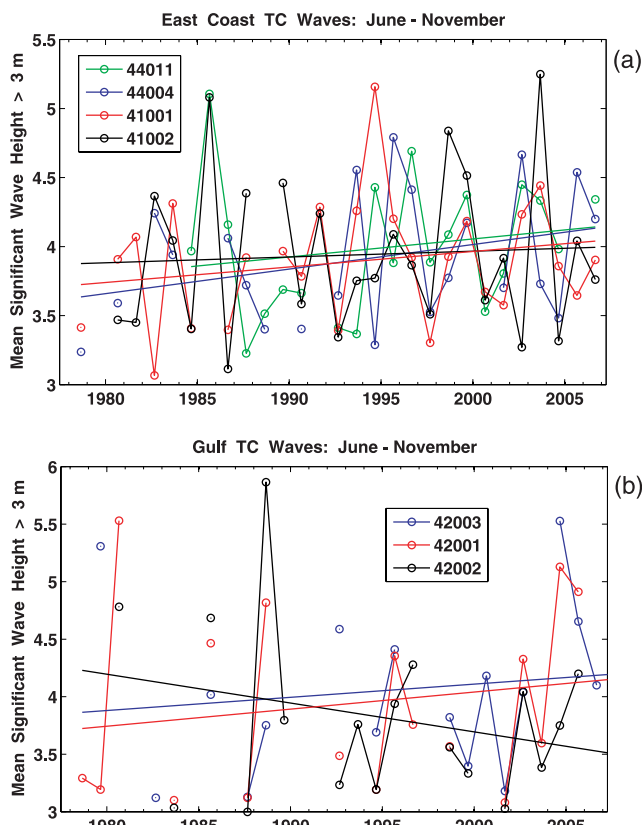 East Coast TC Waves: June - November
(a)
Mean Significant Wave Height > 3 m
5.5
5
4.5
4
3.5
3
44011
44004
41001
41002
1980 1985 1990 1995 2000 2005
Gulf TC Waves: June - November
(b)
Mean Significant Wave Height > 3 m
6
5.5
5
4.5
4
3.5
3
42003
42001
42002
1980 1985 1990 1995 2000 2005